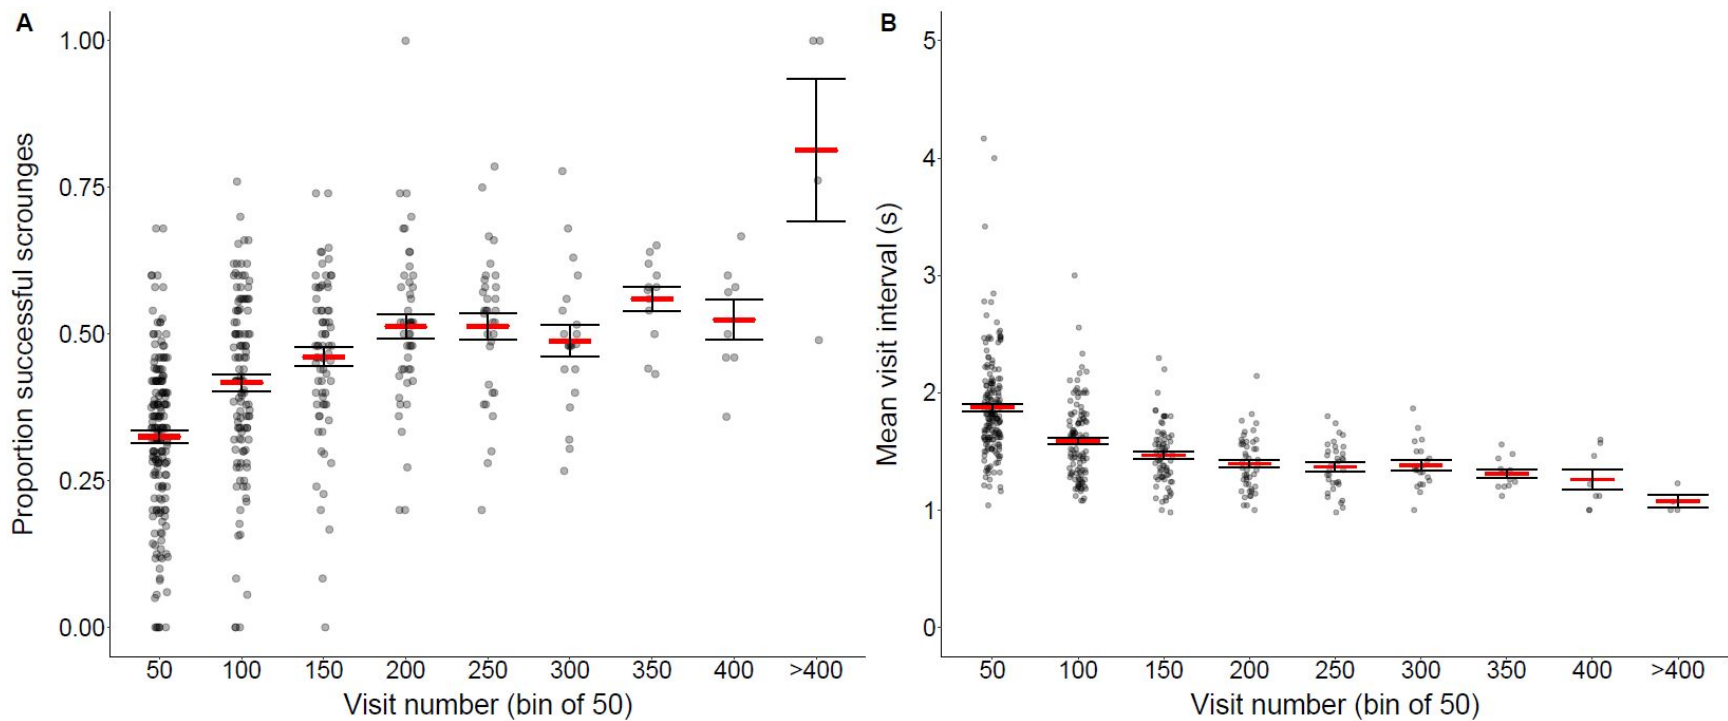 A
Proportion successful scrounges
1.00
0.75
0.50
0.25
0.00
50 100 150 200 250 300 350 400 >400
Visit number (bin of 50)
B
Mean visit interval (s)
5
4
3
2
1
0
50 100 150 200 250 300 350 400 >400
Visit number (bin of 50)